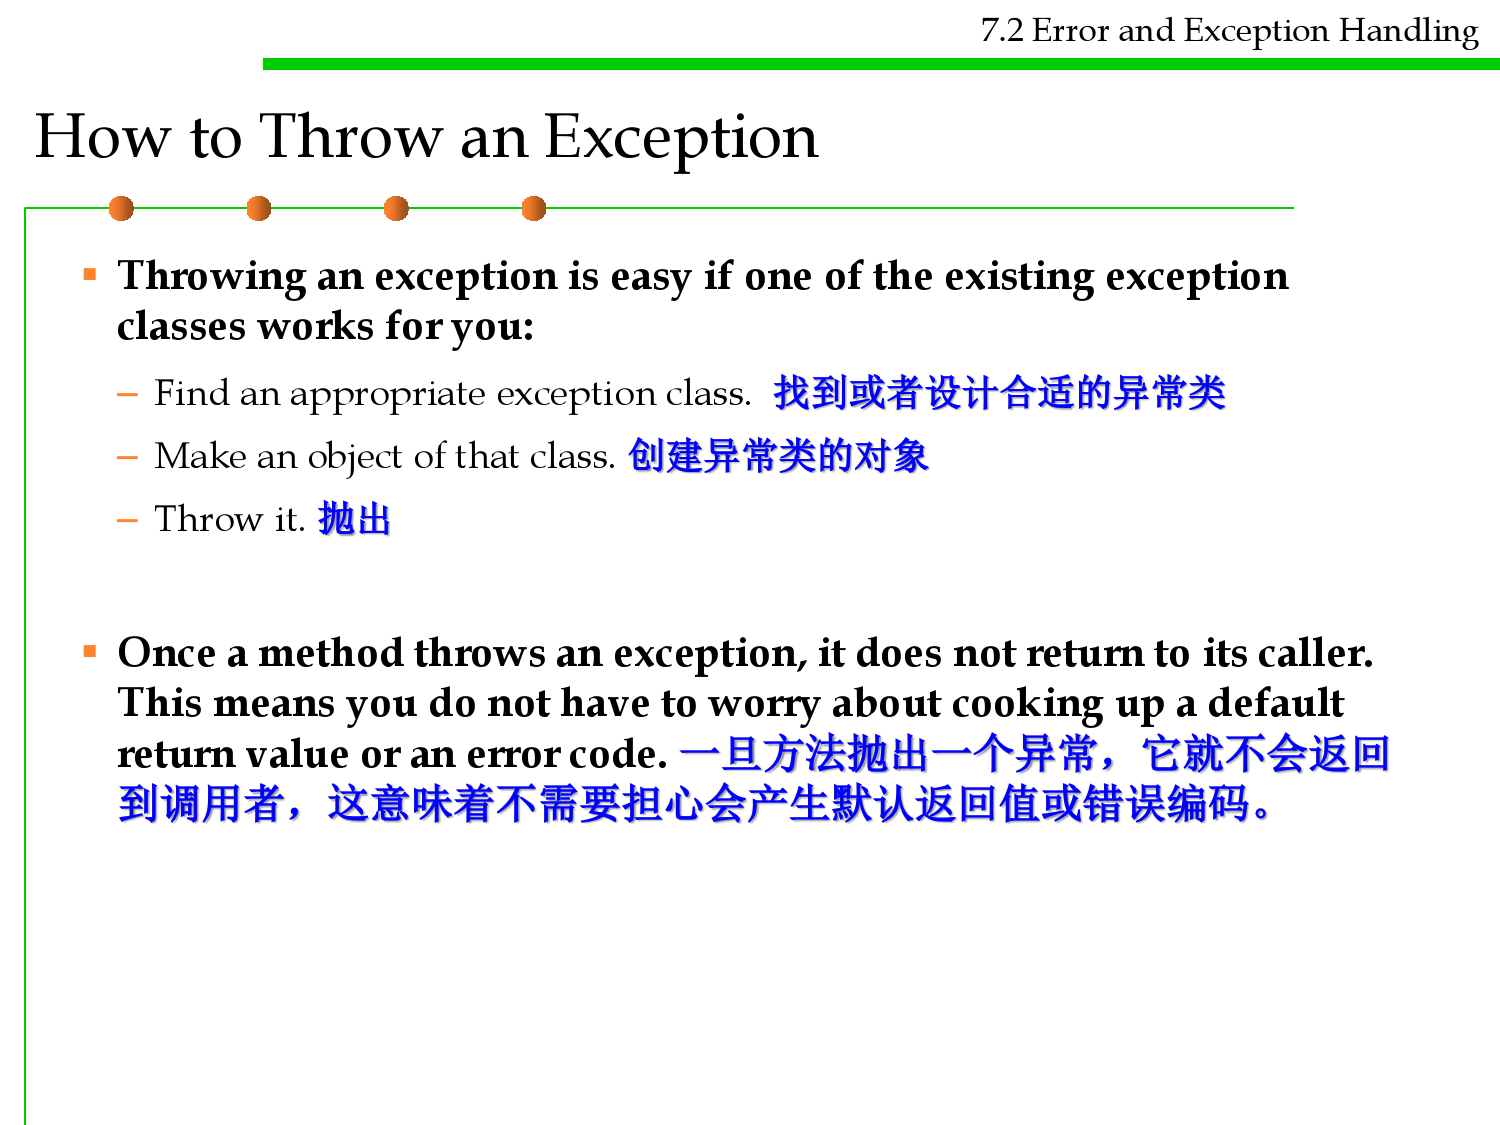 7.2 Error and Exception Handling
How to Throw an Exception
Throwing an exception is easy if one of the existing exception
classes works for you:
– Find an appropriate exception class. 找到或者设计合适的异常类
– Make an object of that class. 创建异常类的对象
– Throw it. 抛出
Once a method throws an exception, it does not return to its caller.
This means you do not have to worry about cooking up a default
return value or an error code. 一旦方法抛出一个异常，它就不会返回
到调用者，这意味着不需要担心会产生默认返回值或错误编码。